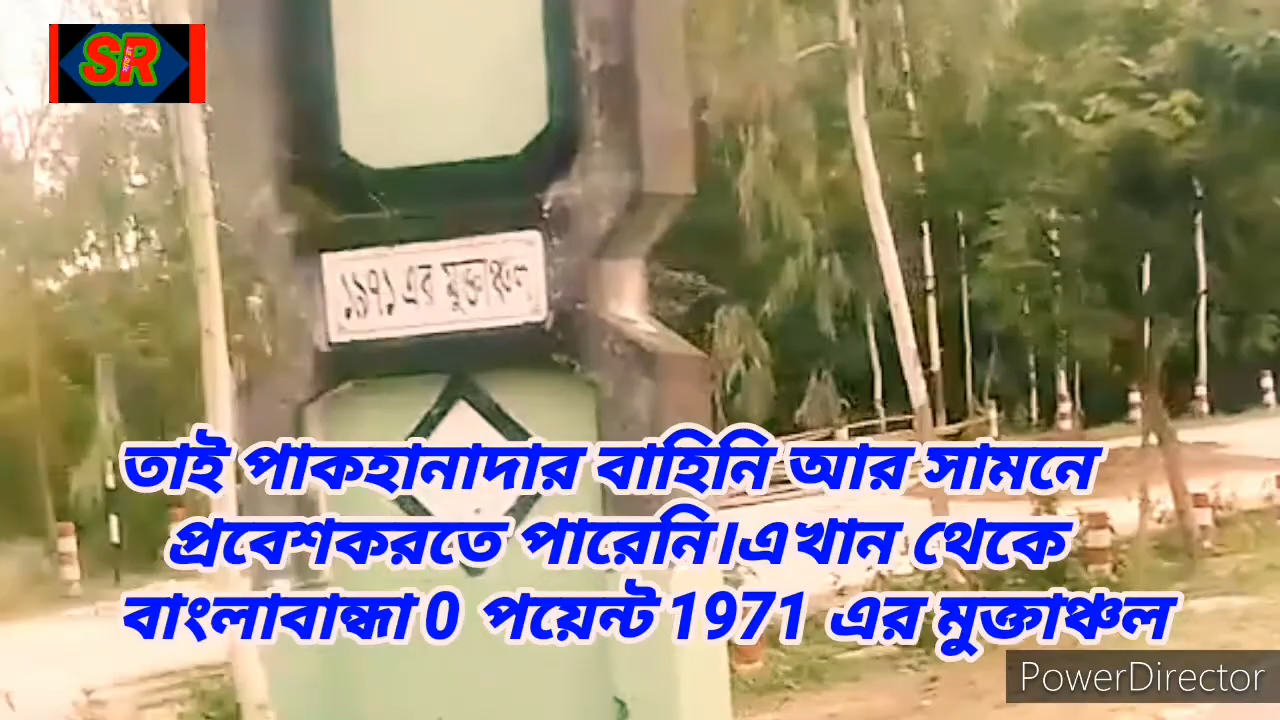 SR
১৯৭১ এর মুক্তাঞ্চল
তাই পাকহানাদার বাহিনি আর সামনে
প্রবেশকরতে পারেনি।এখান থেকে
বাংলাবান্ধা 0 পয়েন্ট 1971 এর মুক্তাঞ্চল
PowerDirector